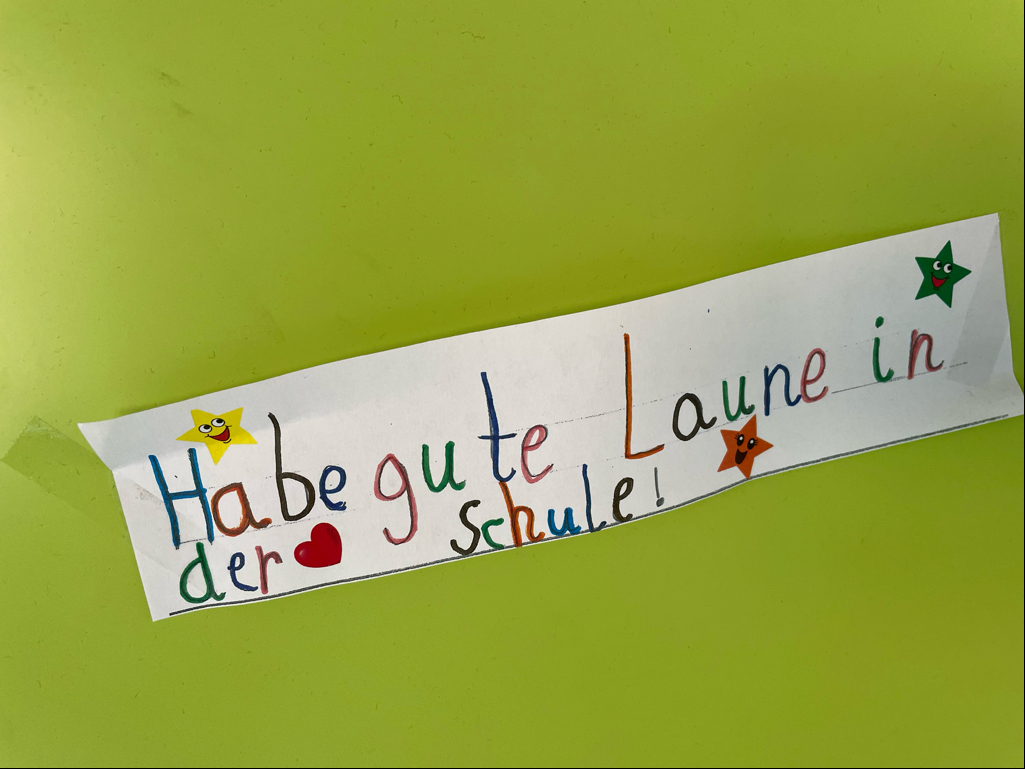 Habe gute Laune in
der schule!